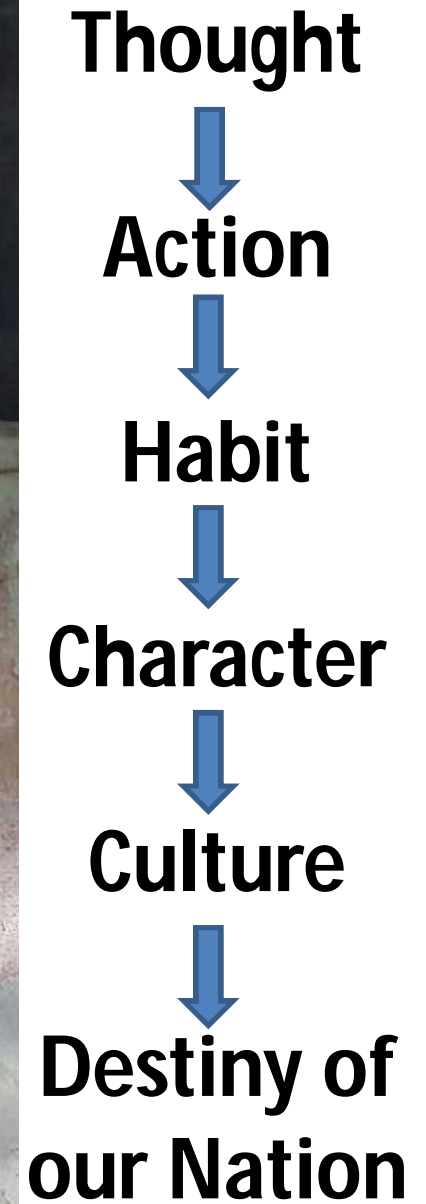 Thought
Action
Habit
Character
Culture
Destiny of
our Nation